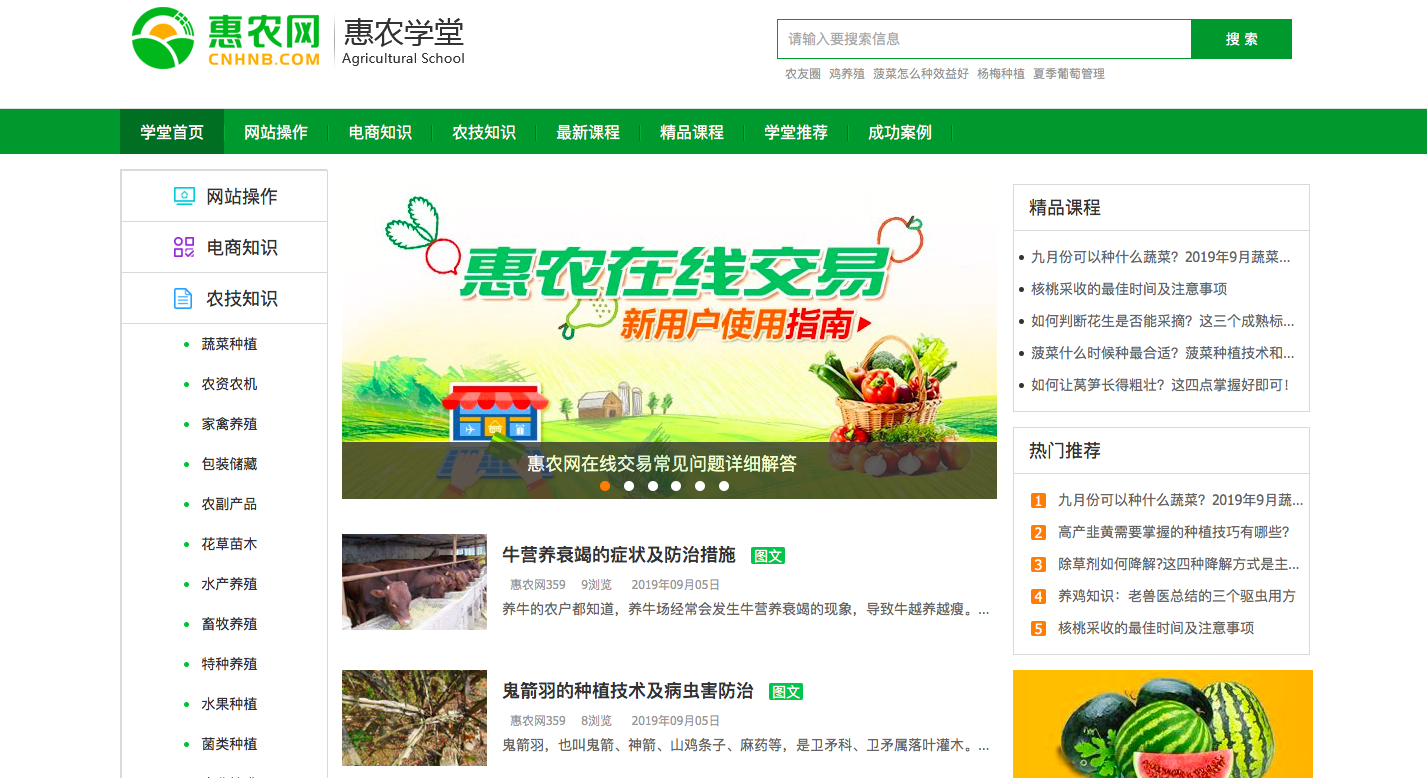 惠农网
CNHNB.COM
惠农学堂
Agricultural School
请输入要搜索信息
搜 索
农友圈 鸡养殖 菠菜怎么种效益好 杨梅种植 夏季葡萄管理
学堂首页 网站操作 电商知识 农技知识 最新课程 精品课程 学堂推荐 成功案例
网站操作
电商知识
农技知识
蔬菜种植
农资农机
家禽养殖
包装储藏
农副产品
花草苗木
水产养殖
畜牧养殖
特种养殖
水果种植
菌类种植
惠农在线交易
新用户使用指南
惠农网在线交易常见问题详细解答
牛营养衰竭的症状及防治措施 图文
惠农网359 9浏览 2019年09月05日
养牛的农户都知道，养牛场经常会发生牛营养衰竭的现象，导致牛越养越瘦。...
鬼箭羽的种植技术及病虫害防治 图文
惠农网359 8浏览 2019年09月05日
鬼箭羽，也叫鬼箭、神箭、山鸡条子、麻药等，是卫矛科、卫矛属落叶灌木。...
精品课程
九月份可以种什么蔬菜？2019年9月蔬菜...
核桃采收的最佳时间及注意事项
如何判断花生是否能采摘？这三个成熟标...
菠菜什么时候种最合适？菠菜种植技术和...
如何让莴笋长得粗壮？这四点掌握好即可！
热门推荐
1 九月份可以种什么蔬菜？2019年9月蔬...
2 高产韭黄需要掌握的种植技巧有哪些？
3 除草剂如何降解?这四种降解方式是主...
4 养鸡知识：老兽医总结的三个驱虫用方
5 核桃采收的最佳时间及注意事项